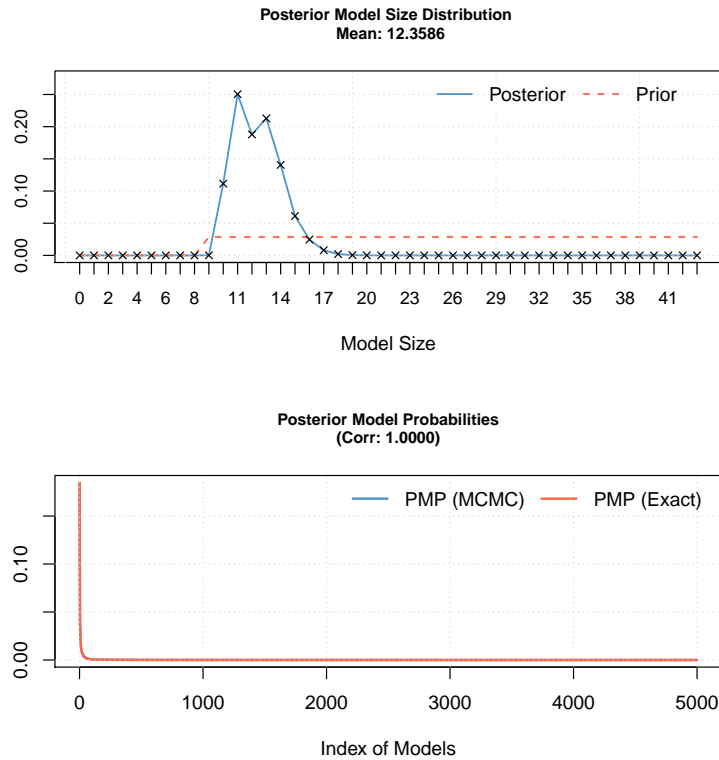 Posterior Model Size Distribution
Mean: 12.3586
Posterior Prior
0.20
0.10
0.00
0 2 4 6 8 11 14 17 20 23 26 29 32 35 38 41
Model Size
Posterior Model Probabilities
(Corr: 1.0000)
PMP (MCMC) PMP (Exact)
0.10
0.00
0 1000 2000 3000 4000 5000
Index of Models